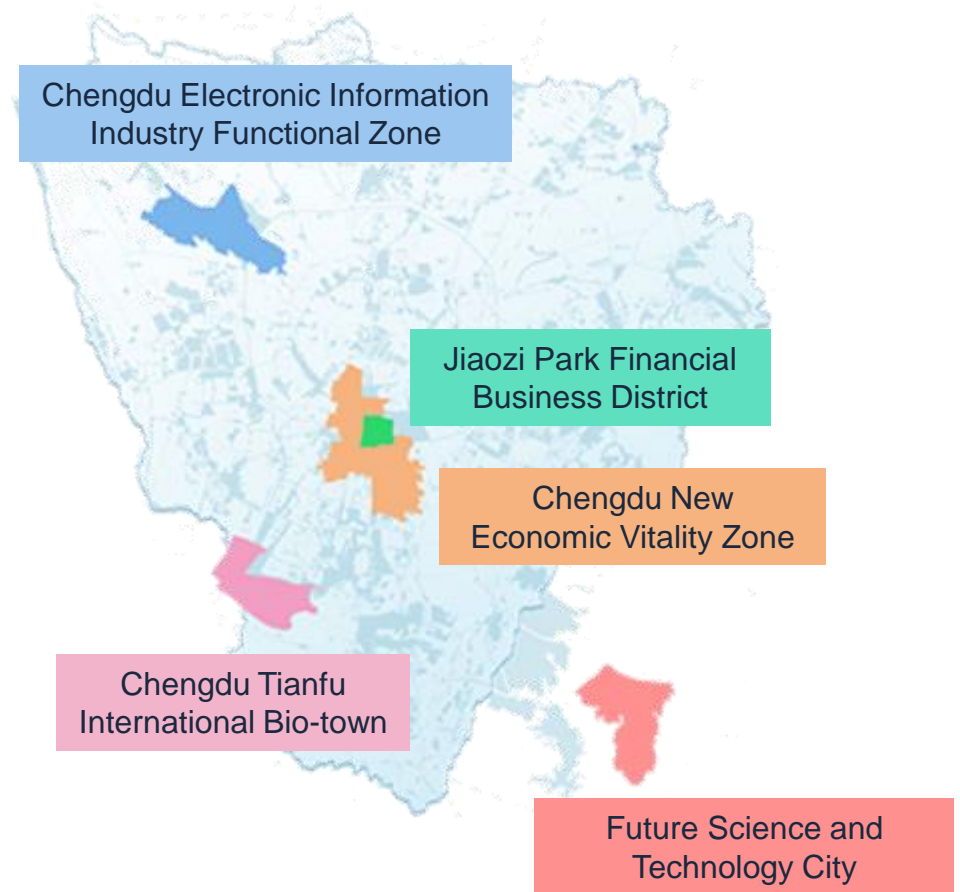 Chengdu Electronic Information
Industry Functional Zone
Jiaozi Park Financial
Business District
Chengdu New
Economic Vitality Zone
Chengdu Tianfu
International Bio-town
Future Science and
Technology City